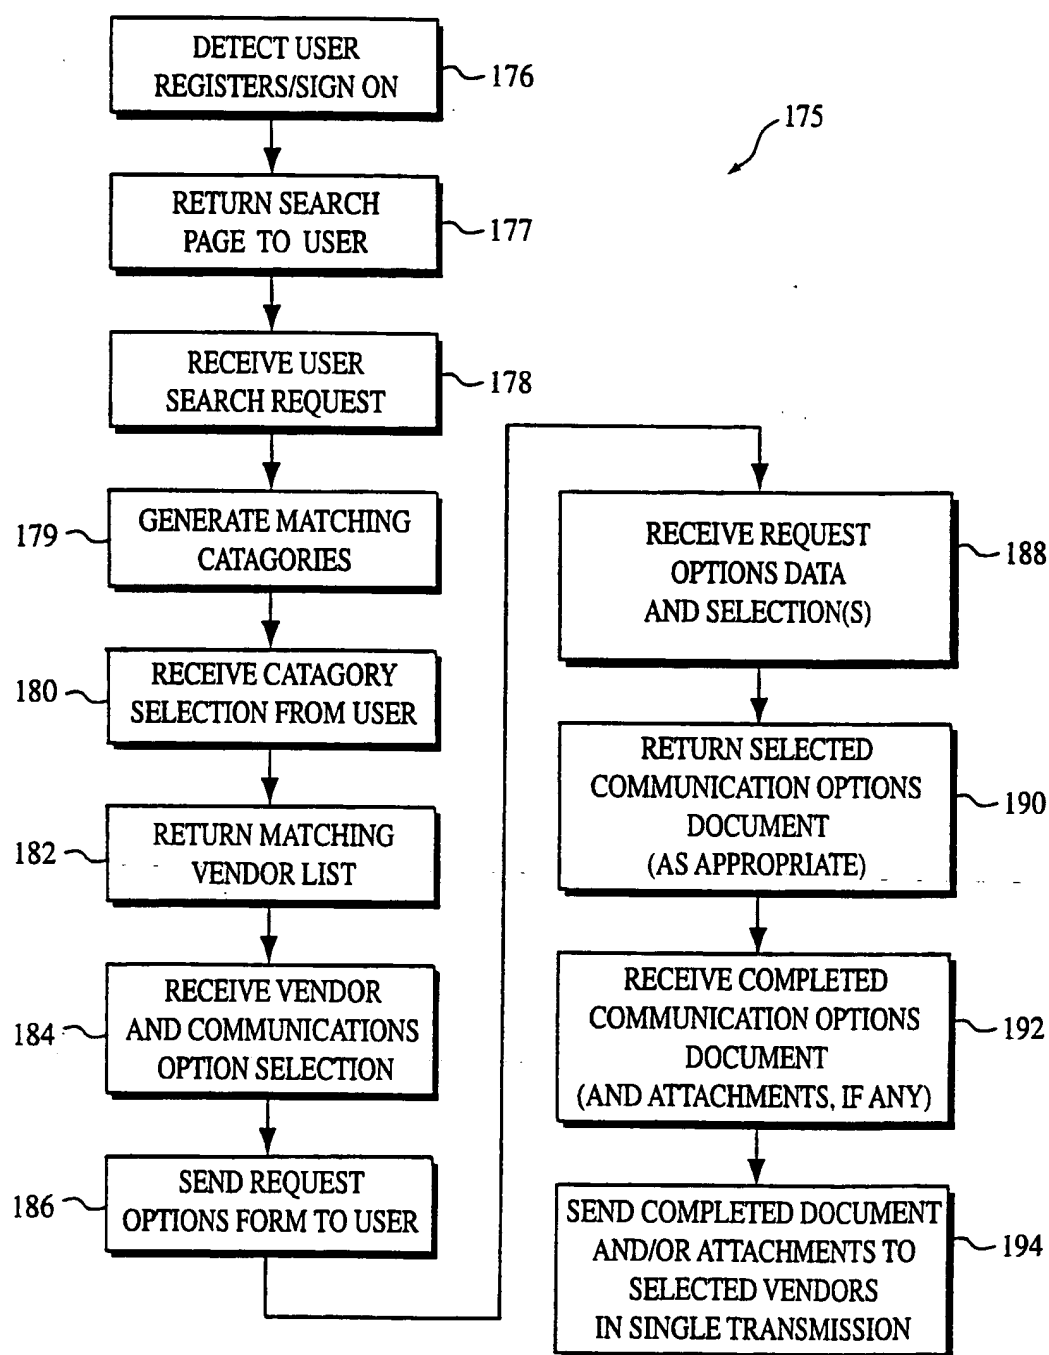 DETECT USER
REGISTERS/SIGN ON
176
175
RETURN SEARCH
PAGE TO USER
177
RECEIVE USER
SEARCH REQUEST
178
GENERATE MATCHING
CATAGORIES
179
RECEIVE CATAGORY
SELECTION FROM USER
180
RETURN MATCHING
VENDOR LIST
182
RECEIVE VENDOR
AND COMMUNICATIONS
OPTION SELECTION
184
SEND REQUEST
OPTIONS FORM TO USER
186
RECEIVE REQUEST
OPTIONS DATA
AND SELECTION(S)
188
RETURN SELECTED
COMMUNICATION OPTIONS
DOCUMENT
(AS APPROPRIATE)
190
RECEIVE COMPLETED
COMMUNICATION OPTIONS
DOCUMENT
(AND ATTACHMENTS, IF ANY)
192
SEND COMPLETED DOCUMENT
AND/OR ATTACHMENTS TO
SELECTED VENDORS
IN SINGLE TRANSMISSION
194